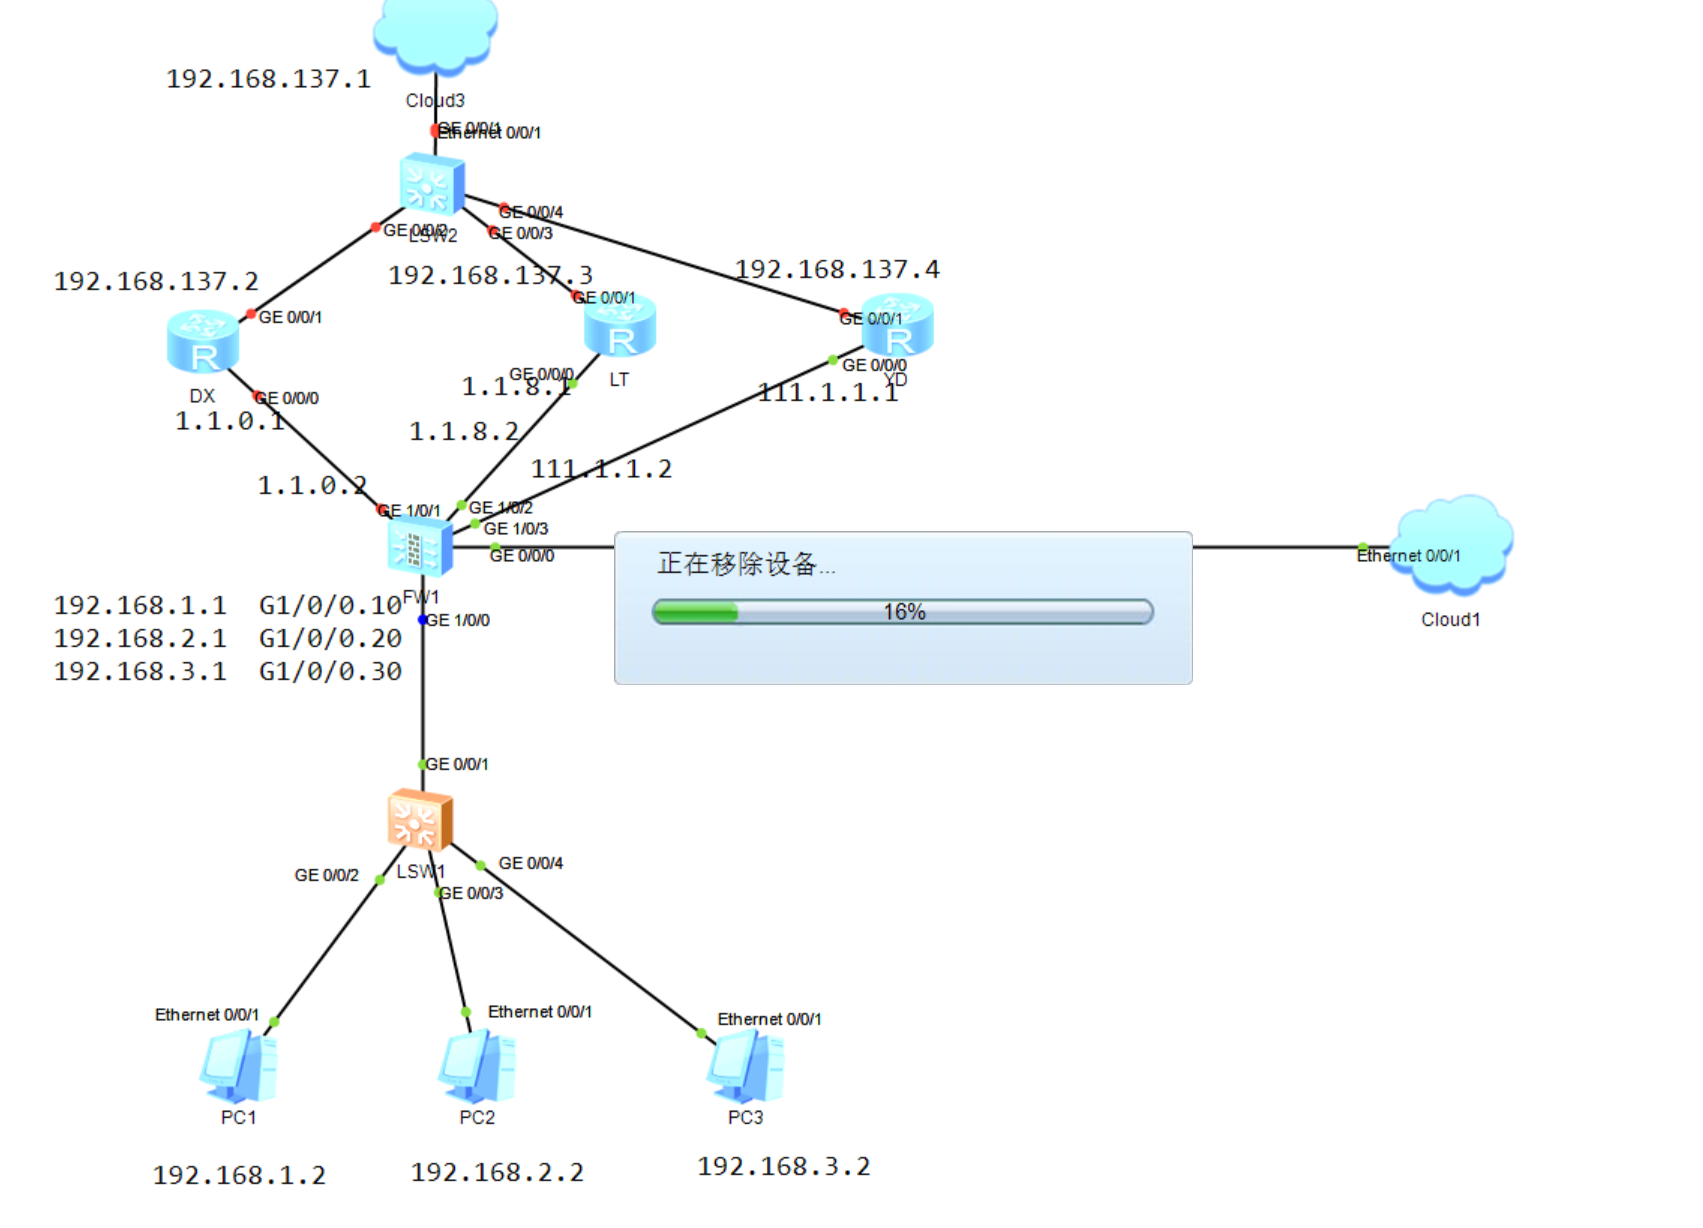 192.168.137.1
Cloud3
GE 0/0/1
Ethernet 0/0/1
GE 0/0/4
GE 0/0/2
LSW2
GE 0/0/3
192.168.137.2
192.168.137.3
192.168.137.4
GE 0/0/1
GE 0/0/1
GE 0/0/1
R
R
R
GE 0/0/0
GE 0/0/0
LT
YD
DX
GE 0/0/0
1.1.8.1
111.1.1.1
1.1.0.1
1.1.8.2
111.1.1.2
1.1.0.2
GE 1/0/1
GE 1/0/2
GE 1/0/3
GE 0/0/0
Ethernet 0/0/1
正在移除设备...
16%
FW1
Cloud1
192.168.1.1 G1/0/0.10
GE 1/0/0
192.168.2.1 G1/0/0.20
192.168.3.1 G1/0/0.30
GE 0/0/1
GE 0/0/2
LSW1
GE 0/0/4
GE 0/0/3
Ethernet 0/0/1
Ethernet 0/0/1
Ethernet 0/0/1
PC1
PC2
PC3
192.168.1.2
192.168.2.2
192.168.3.2